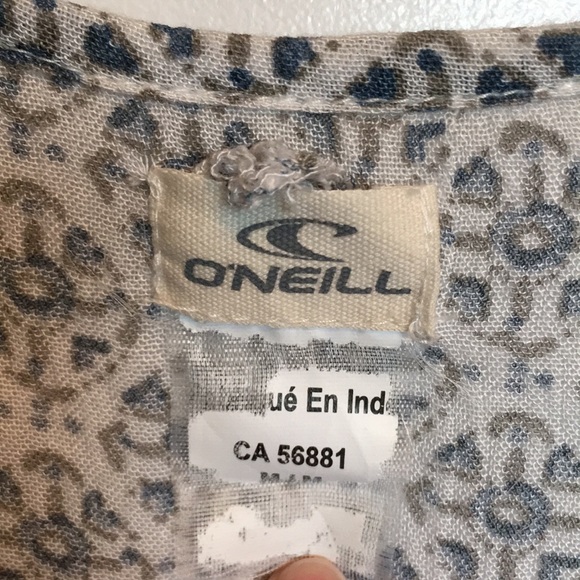 O'NEILL
ué En Ind
CA 56881
M / M